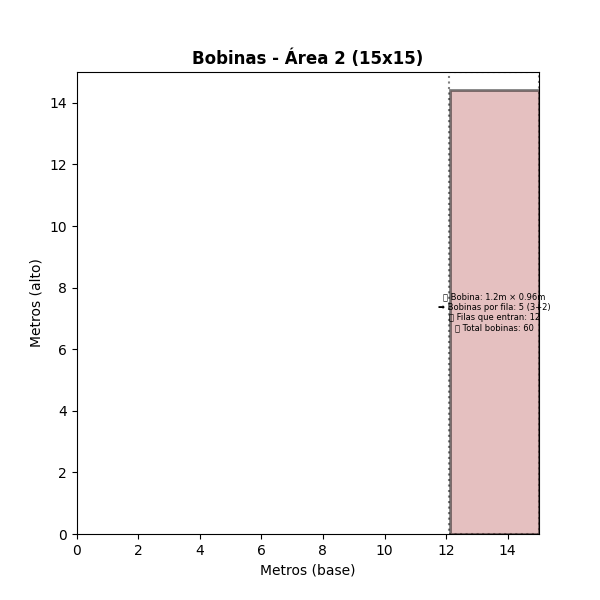 Bobinas - Área 2 (15x15)
Metros (alto)
14
12
10
8
6
4
2
0
Bobina: 1.2m × 0.96m
➡ Bobinas por fila: 5 (3+2)
Filas que entran: 12
Total bobinas: 60
0 2 4 6 8 10 12 14
Metros (base)